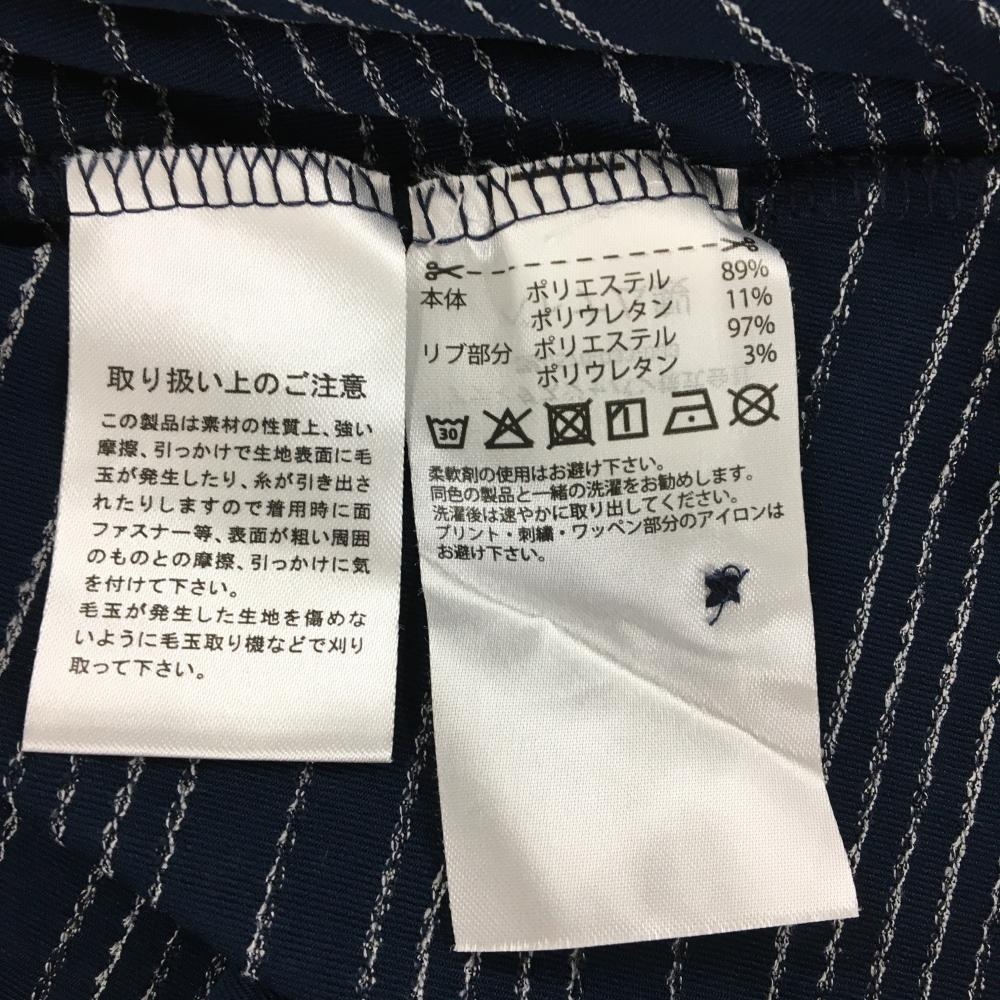 取り扱い上のご注意
この製品は素材の性質上、強い
摩擦、引っかけで生地表面に毛
玉が発生したり、糸が引き出さ
れたりしますので着用時に面
ファスナー等、表面が粗い周囲
のものとの摩擦、引っかけに気
を付けて下さい。
毛玉が発生した生地を傷めな
いように毛玉取り機などで刈り
取って下さい。
本体 ポリエステル 89%
ポリウレタン 11%
リブ部分 ポリエステル 97%
ポリウレタン 3%
30
柔軟剤の使用はお避け下さい。
同色の製品と一緒の洗濯をお勧めします。
洗濯後は速やかに取り出してください。
プリント・刺繍・ワッペン部分のアイロンは
お避け下さい。